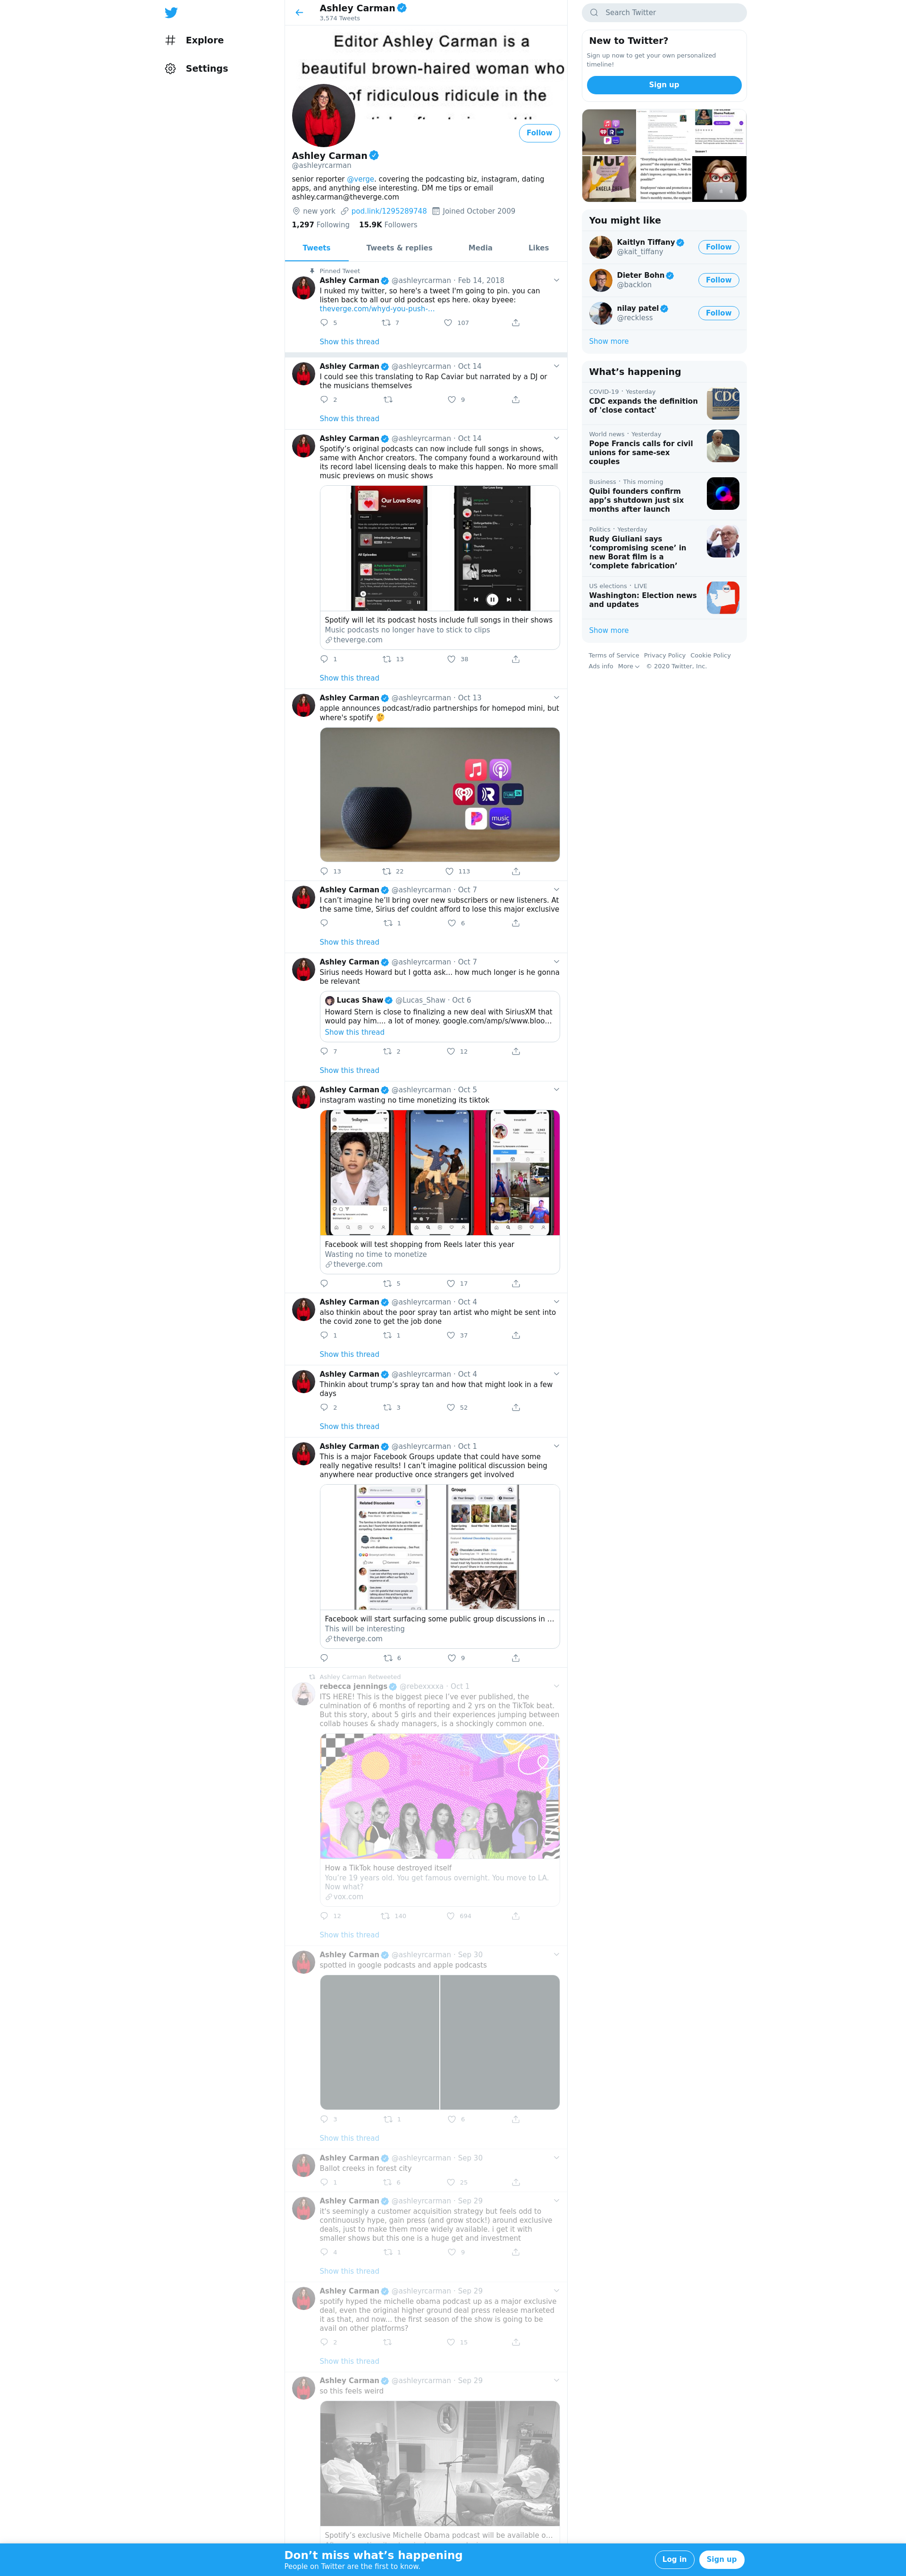 Explore
Settings
Ashley Carman
3,574 Tweets
Editor Ashley Carman is a
beautiful brown-haired woman who
of ridiculous ridicule in the
Follow
Ashley Carman
@ashleyrcarman
senior reporter @verge. covering the podcasting biz, instagram, dating
apps, and anything else interesting. DM me tips or email
ashley.carman@theverge.com
new york pod.link/1295289748 Joined October 2009
1,297 Following 15.9K Followers
Tweets Tweets & replies Media Likes
Pinned Tweet
Ashley Carman @ashleyrcarman · Feb 14, 2018
I nuked my twitter, so here's a tweet I'm going to pin. you can
listen back to all our old podcast eps here. okay byeee:
theverge.com/whyd-you-push-...
5 7 107
Show this thread
Ashley Carman @ashleyrcarman · Oct 14
I could see this translating to Rap Caviar but narrated by a DJ or
the musicians themselves
2 9
Show this thread
Ashley Carman @ashleyrcarman · Oct 14
Spotify's original podcasts can now include full songs in shows,
same with Anchor creators. The company found a workaround with
its record label licensing deals to make this happen. No more small
music previews on music shows
Our Love Song
penguin
Spotify will let its podcast hosts include full songs in their shows
Music podcasts no longer have to stick to clips
theverge.com
1 13 38
Show this thread
Ashley Carman @ashleyrcarman · Oct 13
apple announces podcast/radio partnerships for homepod mini, but
where's spotify 🤔
music
13 22 113
Ashley Carman @ashleyrcarman · Oct 7
I can't imagine he'll bring over new subscribers or new listeners. At
the same time, Sirius def couldnt afford to lose this major exclusive
1 6
Show this thread
Ashley Carman @ashleyrcarman · Oct 7
Sirius needs Howard but I gotta ask... how much longer is he gonna
be relevant
Lucas Shaw @Lucas_Shaw · Oct 6
Howard Stern is close to finalizing a new deal with SiriusXM that
would pay him.... a lot of money. google.com/amp/s/www.bloo...
Show this thread
7 2 12
Show this thread
Ashley Carman @ashleyrcarman · Oct 5
instagram wasting no time monetizing its tiktok
Instagram
Facebook will test shopping from Reels later this year
Wasting no time to monetize
theverge.com
5 17
Ashley Carman @ashleyrcarman · Oct 4
also thinkin about the poor spray tan artist who might be sent into
the covid zone to get the job done
1 1 37
Show this thread
Ashley Carman @ashleyrcarman · Oct 4
Thinkin about trump's spray tan and how that might look in a few
days
2 3 52
Show this thread
Ashley Carman @ashleyrcarman · Oct 1
This is a major Facebook Groups update that could have some
really negative results! I can't imagine political discussion being
anywhere near productive once strangers get involved
Related Discussions
Groups
Facebook will start surfacing some public group discussions in ...
This will be interesting
theverge.com
6 9
Ashley Carman Retweeted
rebecca jennings @rebexxxxa · Oct 1
ITS HERE! This is the biggest piece I've ever published, the
culmination of 6 months of reporting and 2 yrs on the TikTok beat.
But this story, about 5 girls and their experiences jumping between
collab houses & shady managers, is a shockingly common one.
How a TikTok house destroyed itself
You're 19 years old. You get famous overnight. You move to LA.
Now what?
vox.com
12 140 694
Show this thread
Ashley Carman @ashleyrcarman · Sep 30
spotted in google podcasts and apple podcasts
3 1 6
Show this thread
Ashley Carman @ashleyrcarman · Sep 30
Ballot creeks in forest city
1 6 25
Ashley Carman @ashleyrcarman · Sep 29
it's seemingly a customer acquisition strategy but feels odd to
continuously hype, gain press (and grow stock!) around exclusive
deals, just to make them more widely available. i get it with
smaller shows but this one is a huge get and investment
4 1 9
Show this thread
Ashley Carman @ashleyrcarman · Sep 29
spotify hyped the michelle obama podcast up as a major exclusive
deal, even the original higher ground deal press release marketed
it as that, and now... the first season of the show is going to be
avail on other platforms?
2 15
Show this thread
Ashley Carman @ashleyrcarman · Sep 29
so this feels weird
Spotify's exclusive Michelle Obama podcast will be available o...
Search Twitter
New to Twitter?
Sign up now to get your own personalized
timeline!
Sign up
You might like
Kaitlyn Tiffany
@kait_tiffany
Follow
Dieter Bohn
@backlon
Follow
nilay patel
@reckless
Follow
Show more
What's happening
COVID-19 · Yesterday
CDC expands the definition
of 'close contact'
CDC
World news · Yesterday
Pope Francis calls for civil
unions for same-sex
couples
Business · This morning
Quibi founders confirm
app's shutdown just six
months after launch
Politics · Yesterday
Rudy Giuliani says
'compromising scene' in
new Borat film is a
'complete fabrication'
US elections · LIVE
Washington: Election news
and updates
Show more
Terms of Service Privacy Policy Cookie Policy
Ads info More © 2020 Twitter, Inc.
Don't miss what's happening
People on Twitter are the first to know.
Log in
Sign up